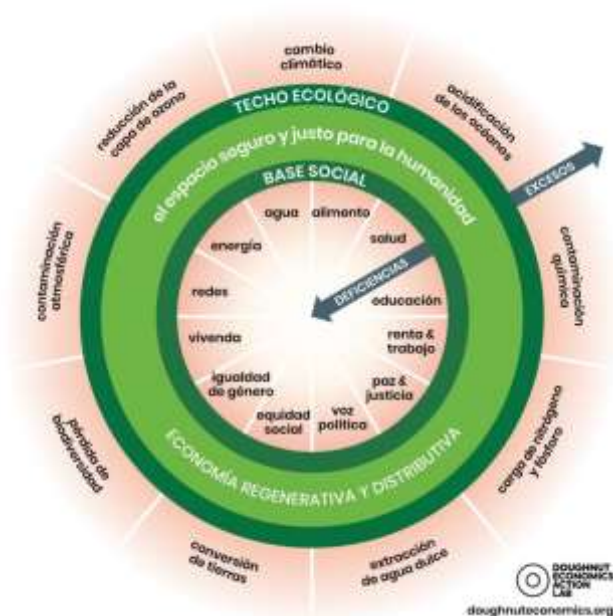 cambio
climático
acidificación
de los océanos
contaminación
química
carga de nitrógeno
y fósforo
extracción
de agua dulce
conversión
de tierras
pérdida de
biodiversidad
contaminación
atmosférica
reducción de la
capa de ozono
TECHO ECOLÓGICO
el espacio seguro y justo para la humanidad
BASE SOCIAL
EXCESOS
DEFICIENCIAS
agua
alimento
salud
educación
renta &
trabajo
paz &
justicia
voz
política
equidad
social
igualdad
de género
vivenda
redes
energía
ECONOMÍA REGENERATIVA Y DISTRIBUTIVA
DOUGHNUT
ECONOMICS
ACTION
LAB
doughnuteconomics.org